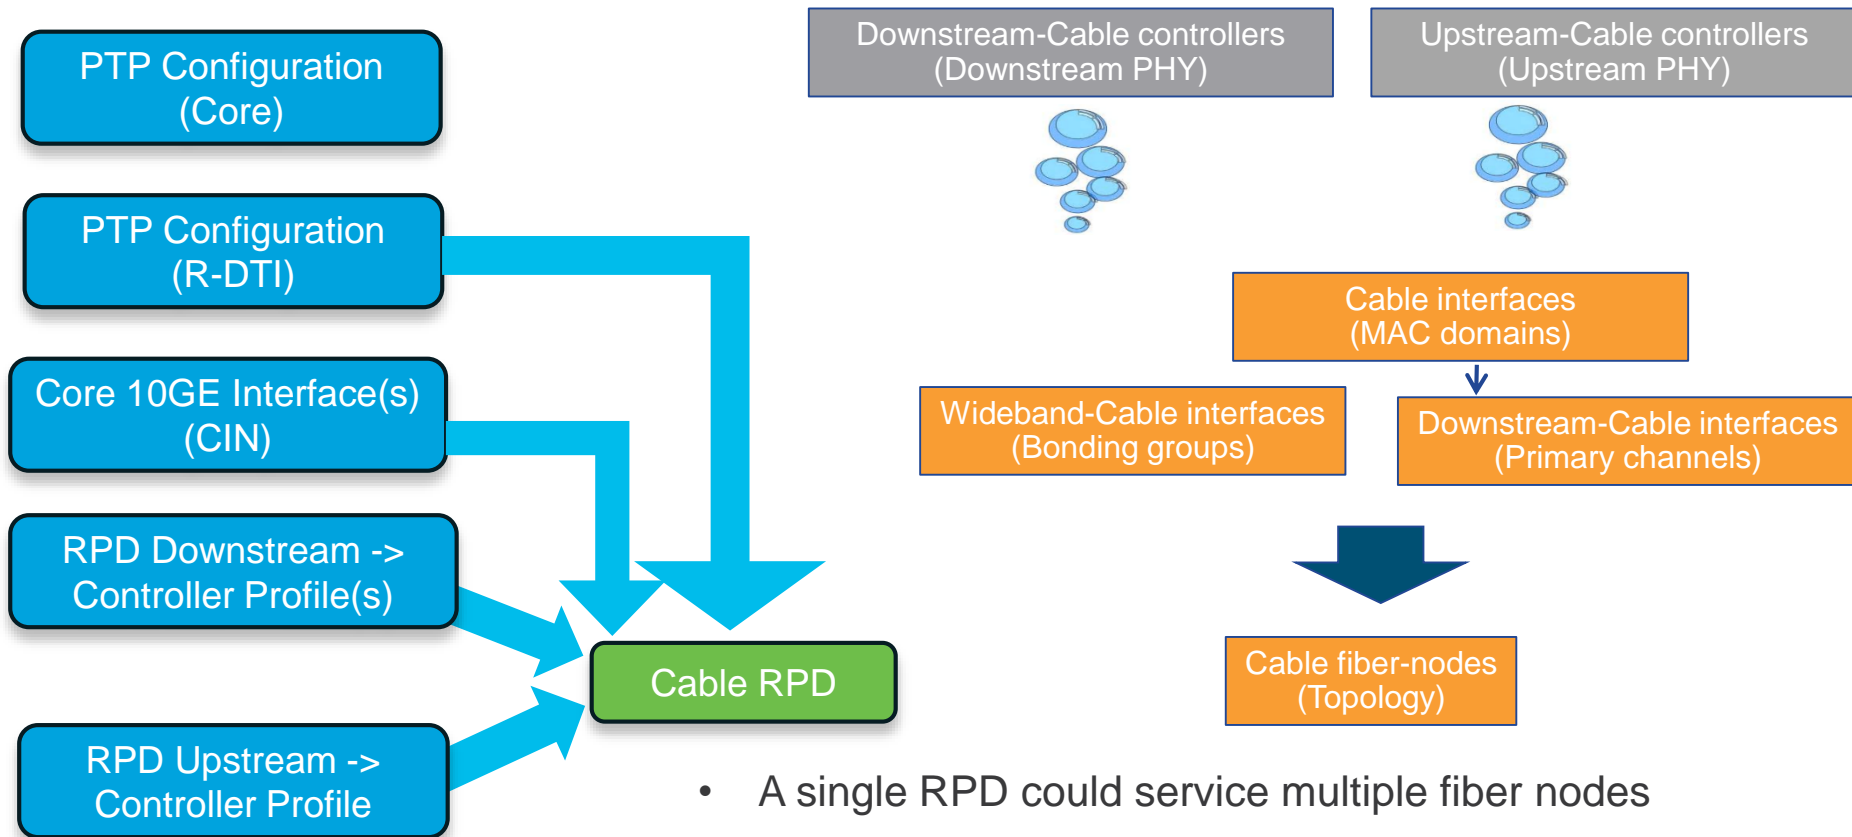 PTP Configuration
(Core)
PTP Configuration
(R-DTI)
Core 10GE Interface(s)
(CIN)
RPD Downstream ->
Controller Profile(s)
RPD Upstream ->
Controller Profile
Cable RPD
Downstream-Cable controllers
(Downstream PHY)
Upstream-Cable controllers
(Upstream PHY)
Cable interfaces
(MAC domains)
Wideband-Cable interfaces
(Bonding groups)
Downstream-Cable interfaces
(Primary channels)
Cable fiber-nodes
(Topology)
• A single RPD could service multiple fiber nodes